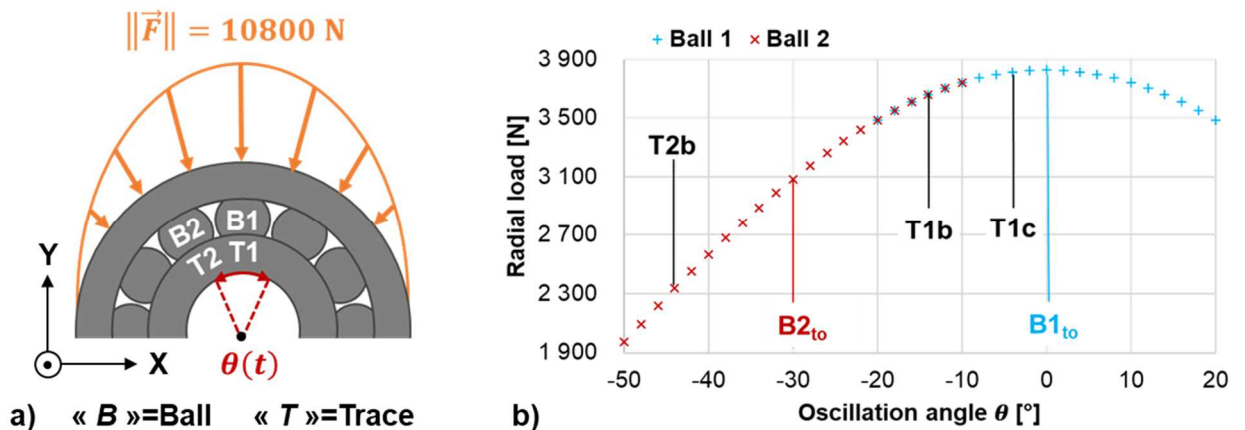 ‖F⃗‖ = 10800 N
B2 B1
T2 T1
Y
X
θ(t)
a) « B »=Ball « T »=Trace
+ Ball 1 × Ball 2
Radial load [N]
3 900
3 500
3 100
2 700
2 300
1 900
T2b
T1b
T1c
B2to
B1to
-50 -40 -30 -20 -10 0 10 20
b) Oscillation angle θ [°]